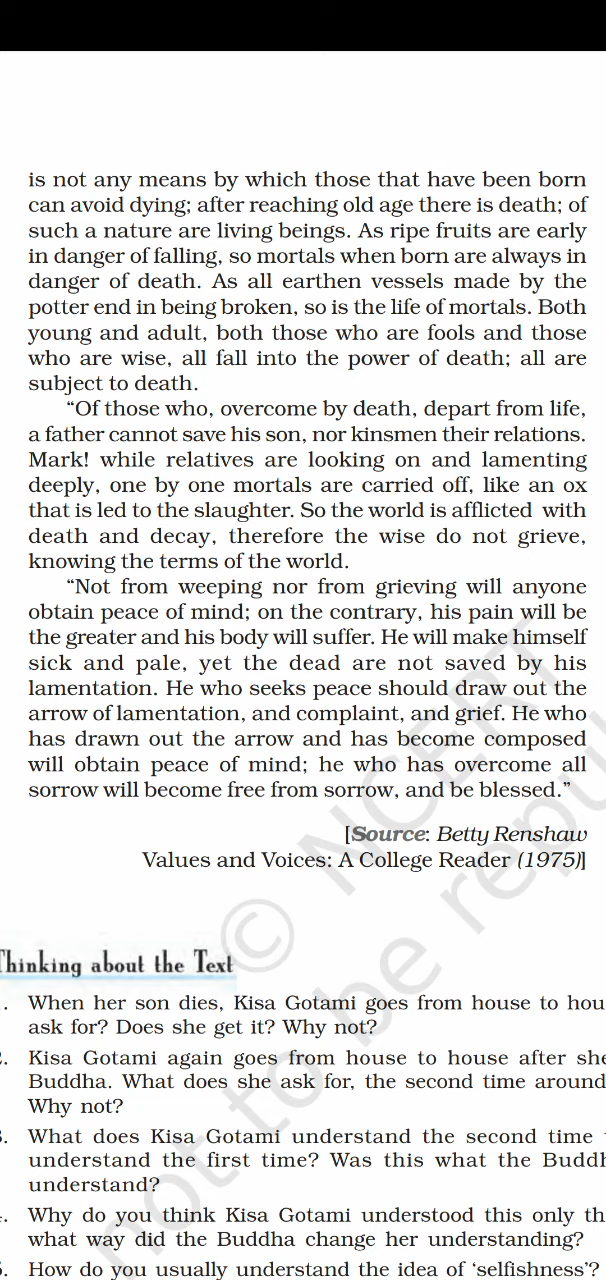 is not any means by which those that have been born
can avoid dying; after reaching old age there is death; of
such a nature are living beings. As ripe fruits are early
in danger of falling, so mortals when born are always in
danger of death. As all earthen vessels made by the
potter end in being broken, so is the life of mortals. Both
young and adult, both those who are fools and those
who are wise, all fall into the power of death; all are
subject to death.
“Of those who, overcome by death, depart from life,
a father cannot save his son, nor kinsmen their relations.
Mark! while relatives are looking on and lamenting
deeply, one by one mortals are carried off, like an ox
that is led to the slaughter. So the world is afflicted with
death and decay, therefore the wise do not grieve,
knowing the terms of the world.
“Not from weeping nor from grieving will anyone
obtain peace of mind; on the contrary, his pain will be
the greater and his body will suffer. He will make himself
sick and pale, yet the dead are not saved by his
lamentation. He who seeks peace should draw out the
arrow of lamentation, and complaint, and grief. He who
has drawn out the arrow and has become composed
will obtain peace of mind; he who has overcome all
sorrow will become free from sorrow, and be blessed.”
[Source: Betty Renshaw
Values and Voices: A College Reader (1975)]
© NCERT
not to be republ
Thinking about the Text
1. When her son dies, Kisa Gotami goes from house to hou
ask for? Does she get it? Why not?
2. Kisa Gotami again goes from house to house after she
Buddha. What does she ask for, the second time around
Why not?
3. What does Kisa Gotami understand the second time
understand the first time? Was this what the Buddh
understand?
4. Why do you think Kisa Gotami understood this only th
what way did the Buddha change her understanding?
5. How do you usually understand the idea of ‘selfishness’?